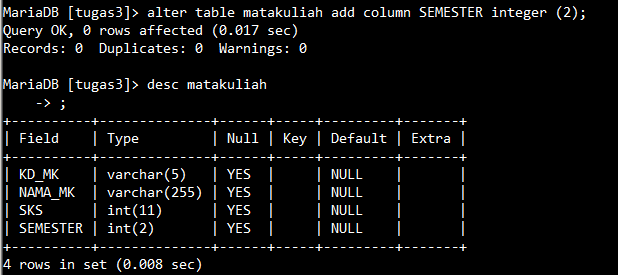 MariaDB [tugas3]> alter table matakuliah add column SEMESTER integer (2);
Query OK, 0 rows affected (0.017 sec)
Records: 0  Duplicates: 0  Warnings: 0

MariaDB [tugas3]> desc matakuliah
    -> ;
+----------+--------------+------+-----+---------+-------+
| Field    | Type         | Null | Key | Default | Extra |
+----------+--------------+------+-----+---------+-------+
| KD_MK    | varchar(5)   | YES  |     | NULL    |       |
| NAMA_MK  | varchar(255) | YES  |     | NULL    |       |
| SKS      | int(11)      | YES  |     | NULL    |       |
| SEMESTER | int(2)       | YES  |     | NULL    |       |
+----------+--------------+------+-----+---------+-------+
4 rows in set (0.008 sec)